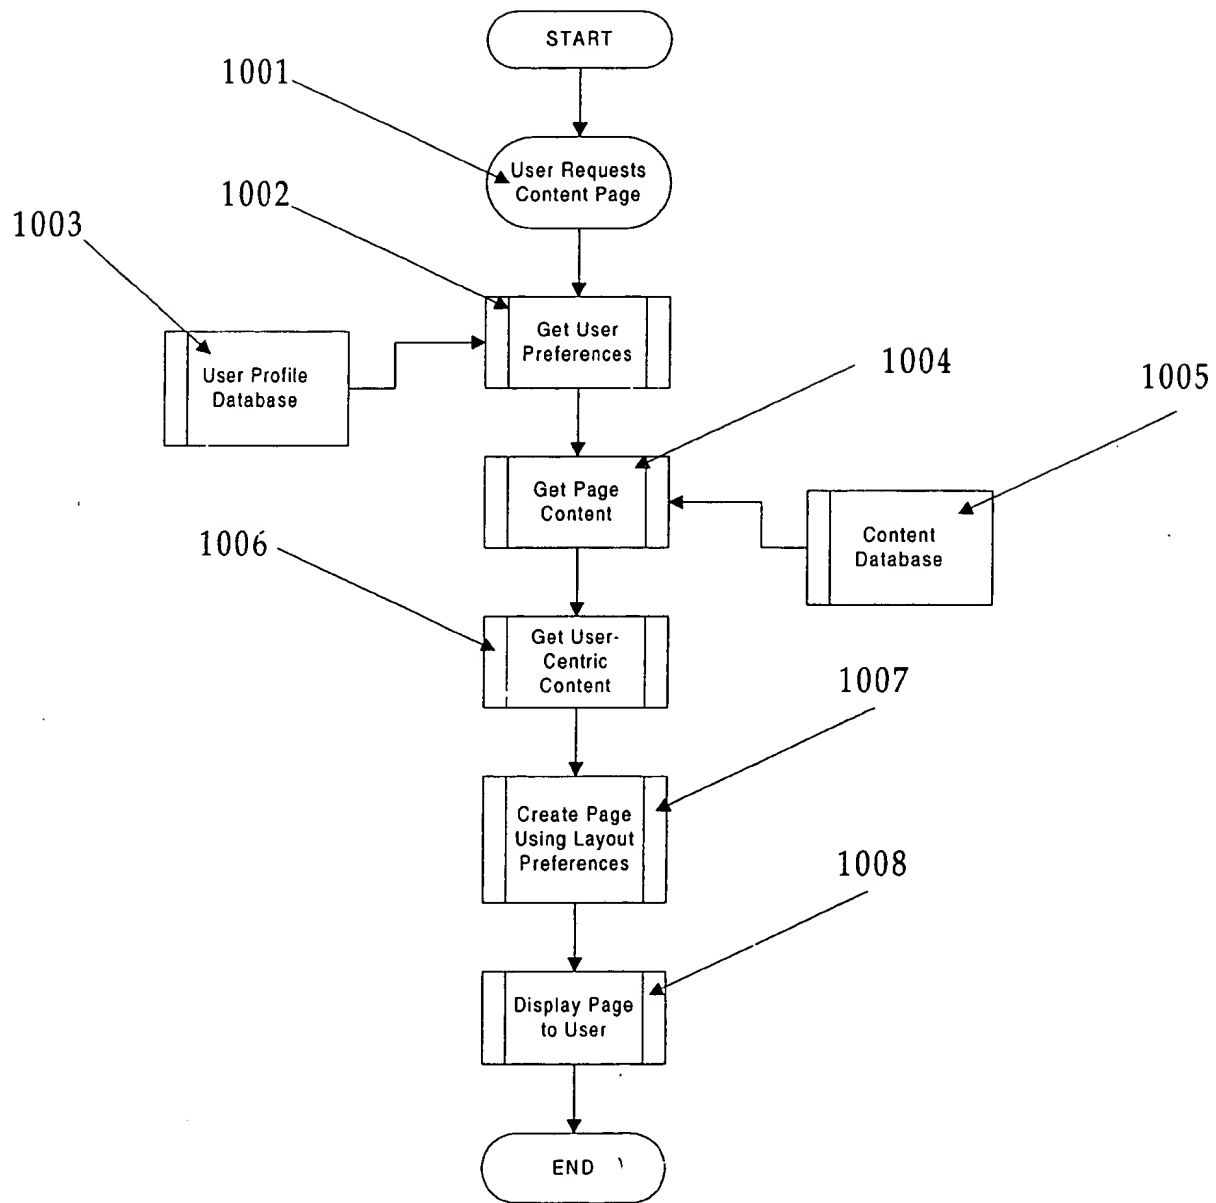 START
1001
User Requests
Content Page
1002
1003
Get User
Preferences
User Profile
Database
1004
1005
Get Page
Content
Content
Database
1006
Get User-
Centric
Content
1007
Create Page
Using Layout
Preferences
1008
Display Page
to User
END